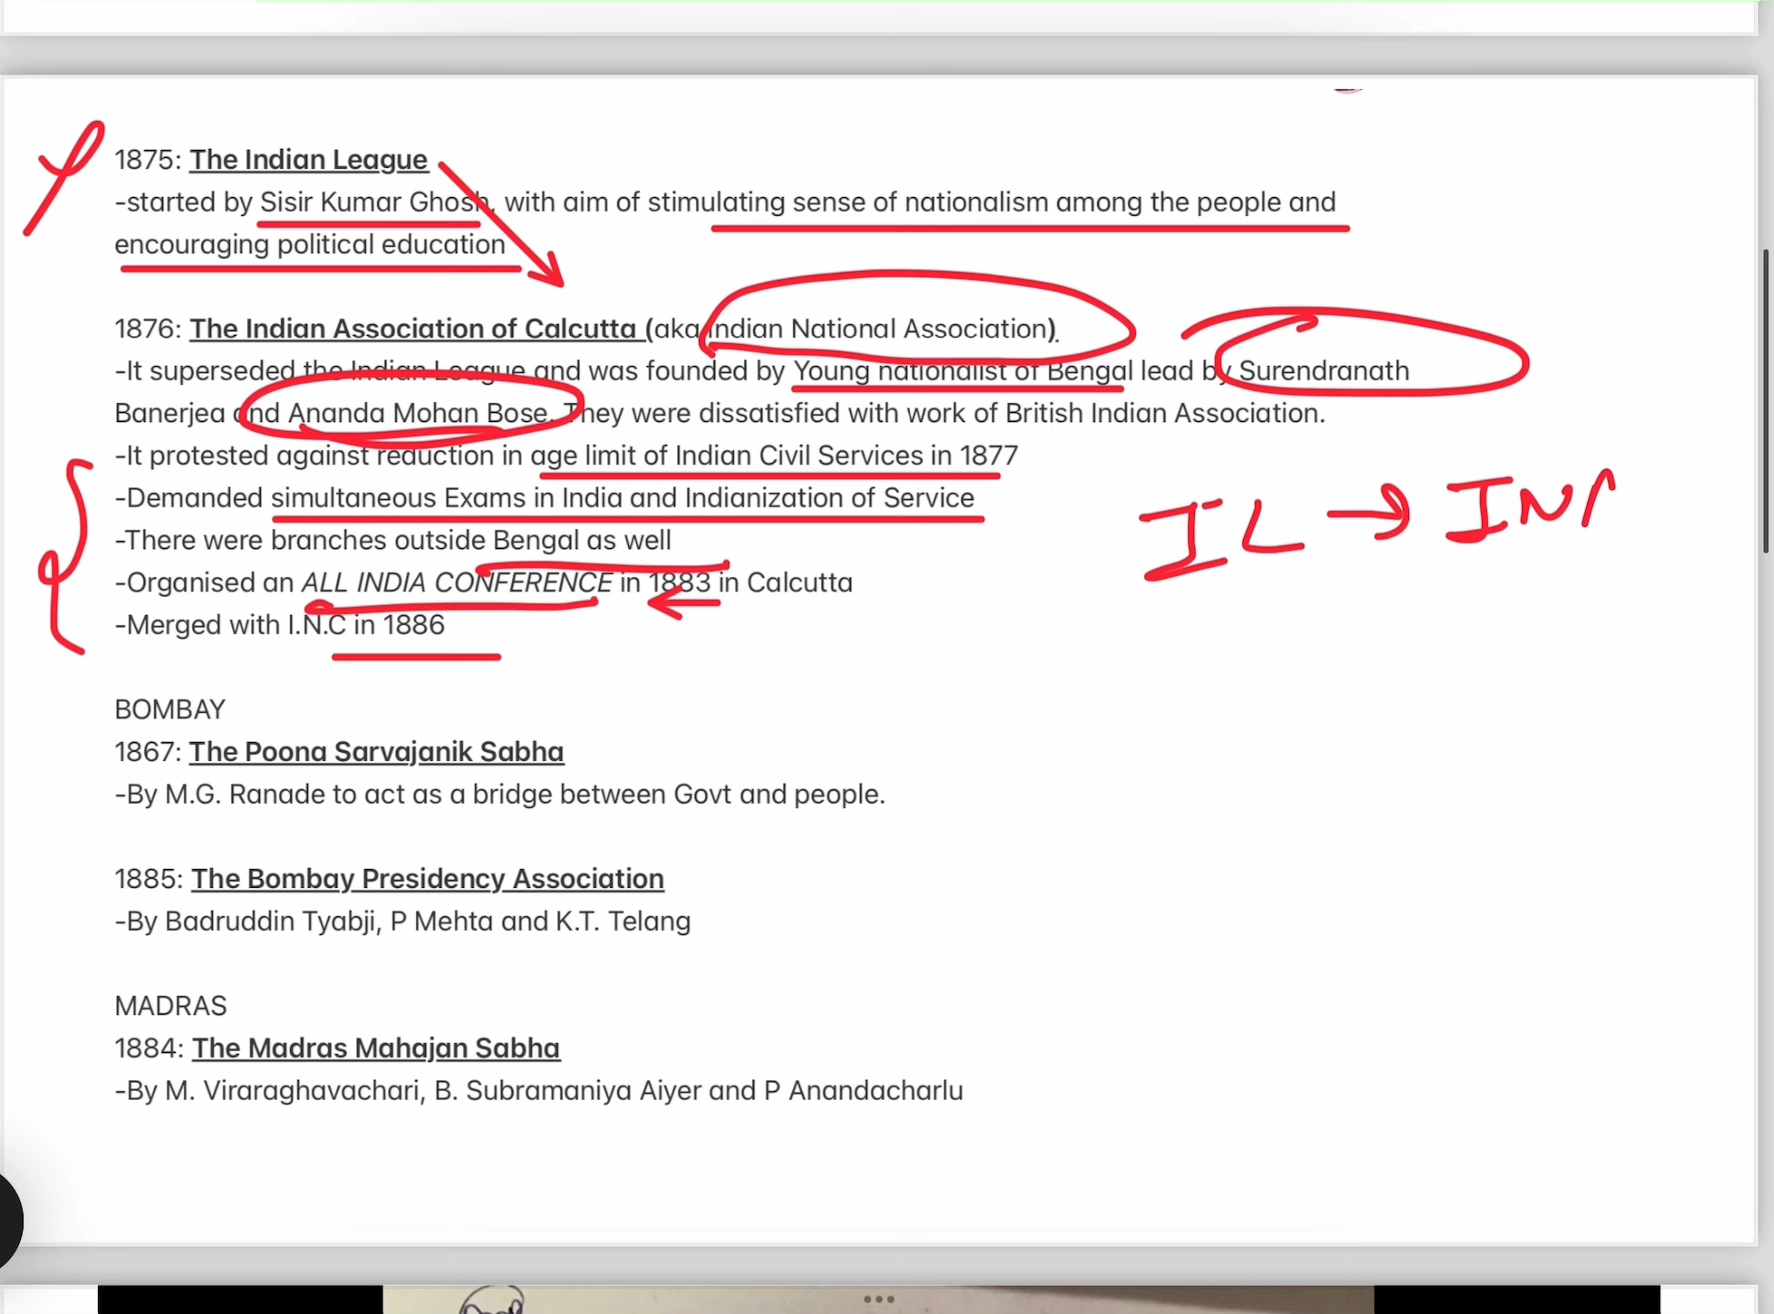 1875: The Indian League
-started by Sisir Kumar Ghosh, with aim of stimulating sense of nationalism among the people and
encouraging political education
1876: The Indian Association of Calcutta (aka Indian National Association).
-It superseded the Indian League and was founded by Young nationalist of Bengal lead by Surendranath
Banerjea and Ananda Mohan Bose. They were dissatisfied with work of British Indian Association.
-It protested against reduction in age limit of Indian Civil Services in 1877
-Demanded simultaneous Exams in India and Indianization of Service
IL → IN
-There were branches outside Bengal as well
-Organised an ALL INDIA CONFERENCE in 1883 in Calcutta
-Merged with I.N.C in 1886
BOMBAY
1867: The Poona Sarvajanik Sabha
-By M.G. Ranade to act as a bridge between Govt and people.
1885: The Bombay Presidency Association
-By Badruddin Tyabji, P Mehta and K.T. Telang
MADRAS
1884: The Madras Mahajan Sabha
-By M. Viraraghavachari, B. Subramaniya Aiyer and P Anandacharlu